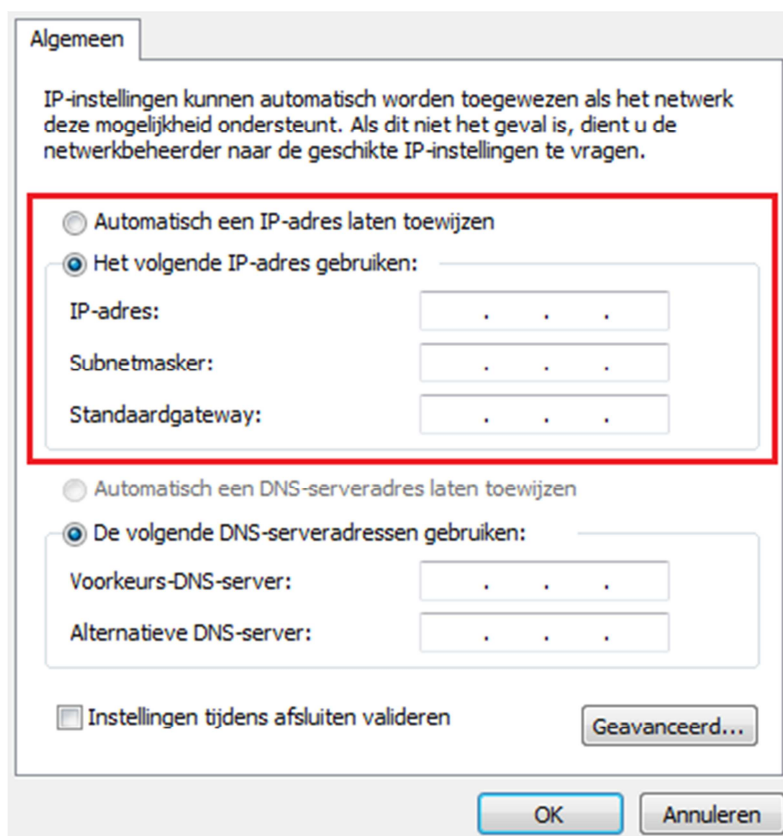 Algemeen
IP-instellingen kunnen automatisch worden toegewezen als het netwerk
deze mogelijkheid ondersteunt. Als dit niet het geval is, dient u de
netwerkbeheerder naar de geschikte IP-instellingen te vragen.
Automatisch een IP-adres laten toewijzen
Het volgende IP-adres gebruiken:
IP-adres: . . .
Subnetmasker: . . .
Standaardgateway: . . .
Automatisch een DNS-serveradres laten toewijzen
De volgende DNS-serveradressen gebruiken:
Voorkeurs-DNS-server: . . .
Alternatieve DNS-server: . . .
Instellingen tijdens afsluiten valideren
Geavanceerd...
OK Annuleren